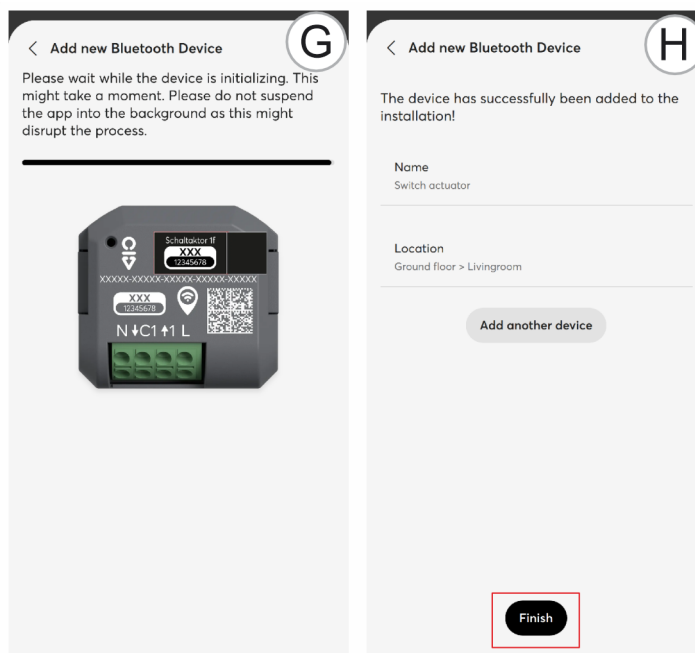 G
Add new Bluetooth Device
Please wait while the device is initializing. This
might take a moment. Please do not suspend
the app into the background as this might
disrupt the process.
Schaltaktor 1f
XXX
12345678
XXXXX-XXXXX-XXXXX-XXXXX-XXXXX
XXX
12345678
N ↓C1 ↑1 L
H
Add new Bluetooth Device
The device has successfully been added to the
installation!
Name
Switch actuator
Location
Ground floor > Livingroom
Add another device
Finish